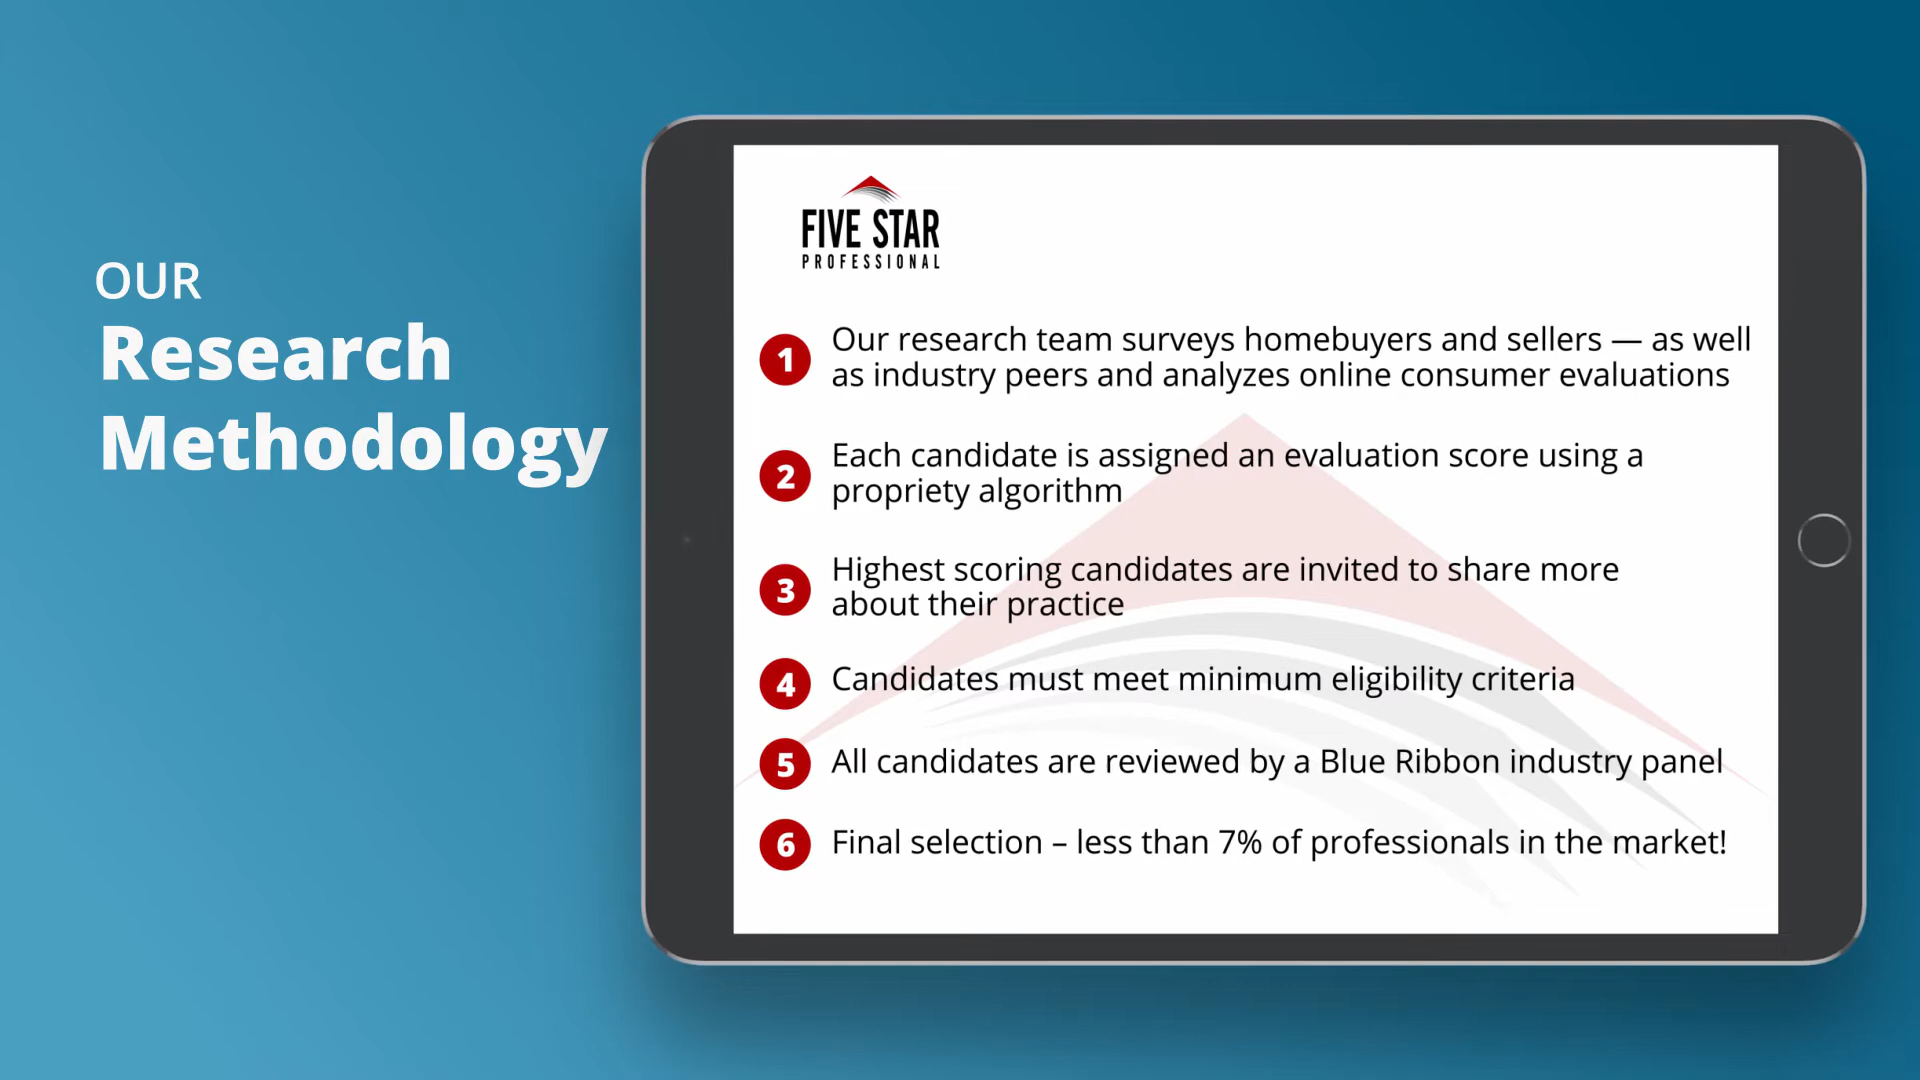 OUR
Research
Methodology
FIVE STAR
PROFESSIONAL
1 Our research team surveys homebuyers and sellers — as well
as industry peers and analyzes online consumer evaluations
2 Each candidate is assigned an evaluation score using a
propriety algorithm
3 Highest scoring candidates are invited to share more
about their practice
4 Candidates must meet minimum eligibility criteria
5 All candidates are reviewed by a Blue Ribbon industry panel
6 Final selection – less than 7% of professionals in the market!